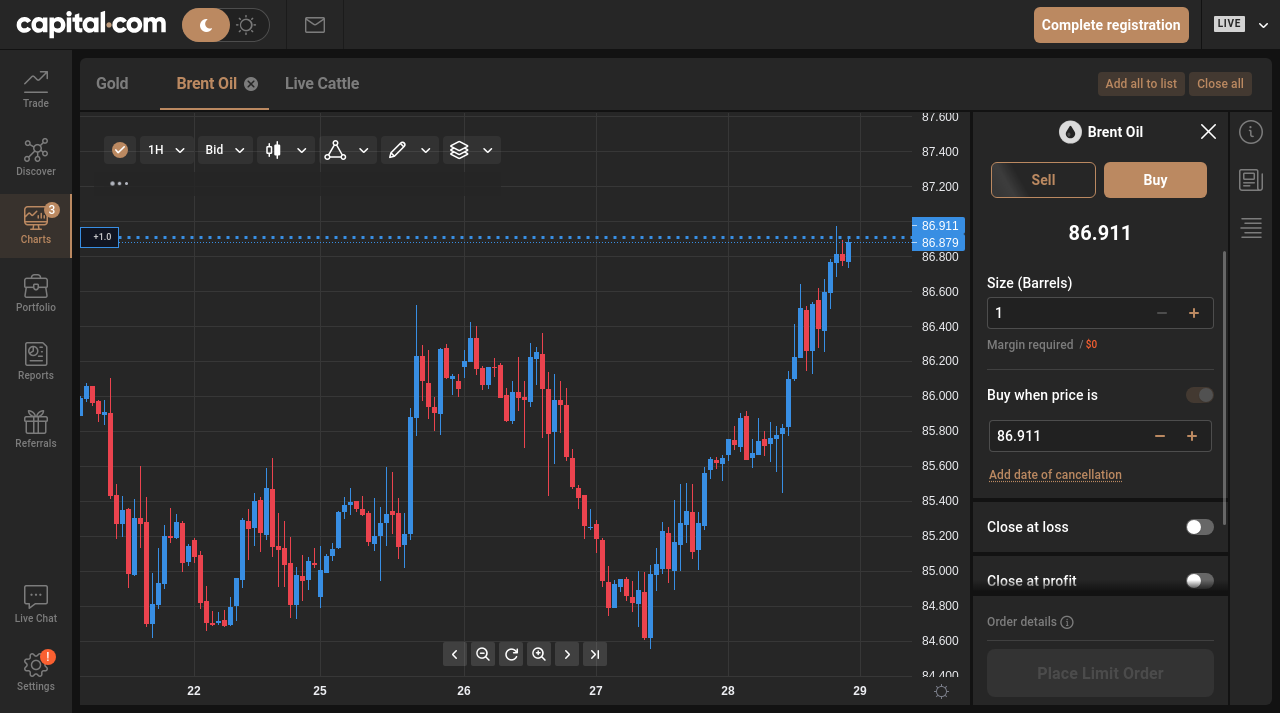 capital.com
Complete registration
LIVE
Trade
Discover
3
Charts
Portfolio
Reports
Referrals
Live Chat
!
Settings
Gold
Brent Oil
Live Cattle
Add all to list
Close all
1H
Bid
+1.0
87.600
87.400
87.200
86.911
86.879
86.800
86.600
86.400
86.200
86.000
85.800
85.600
85.400
85.200
85.000
84.800
84.600
84.400
22
25
26
27
28
29
Brent Oil
Sell
Buy
86.911
Size (Barrels)
1
Margin required / $0
Buy when price is
86.911
Add date of cancellation
Close at loss
Close at profit
Order details
Place Limit Order